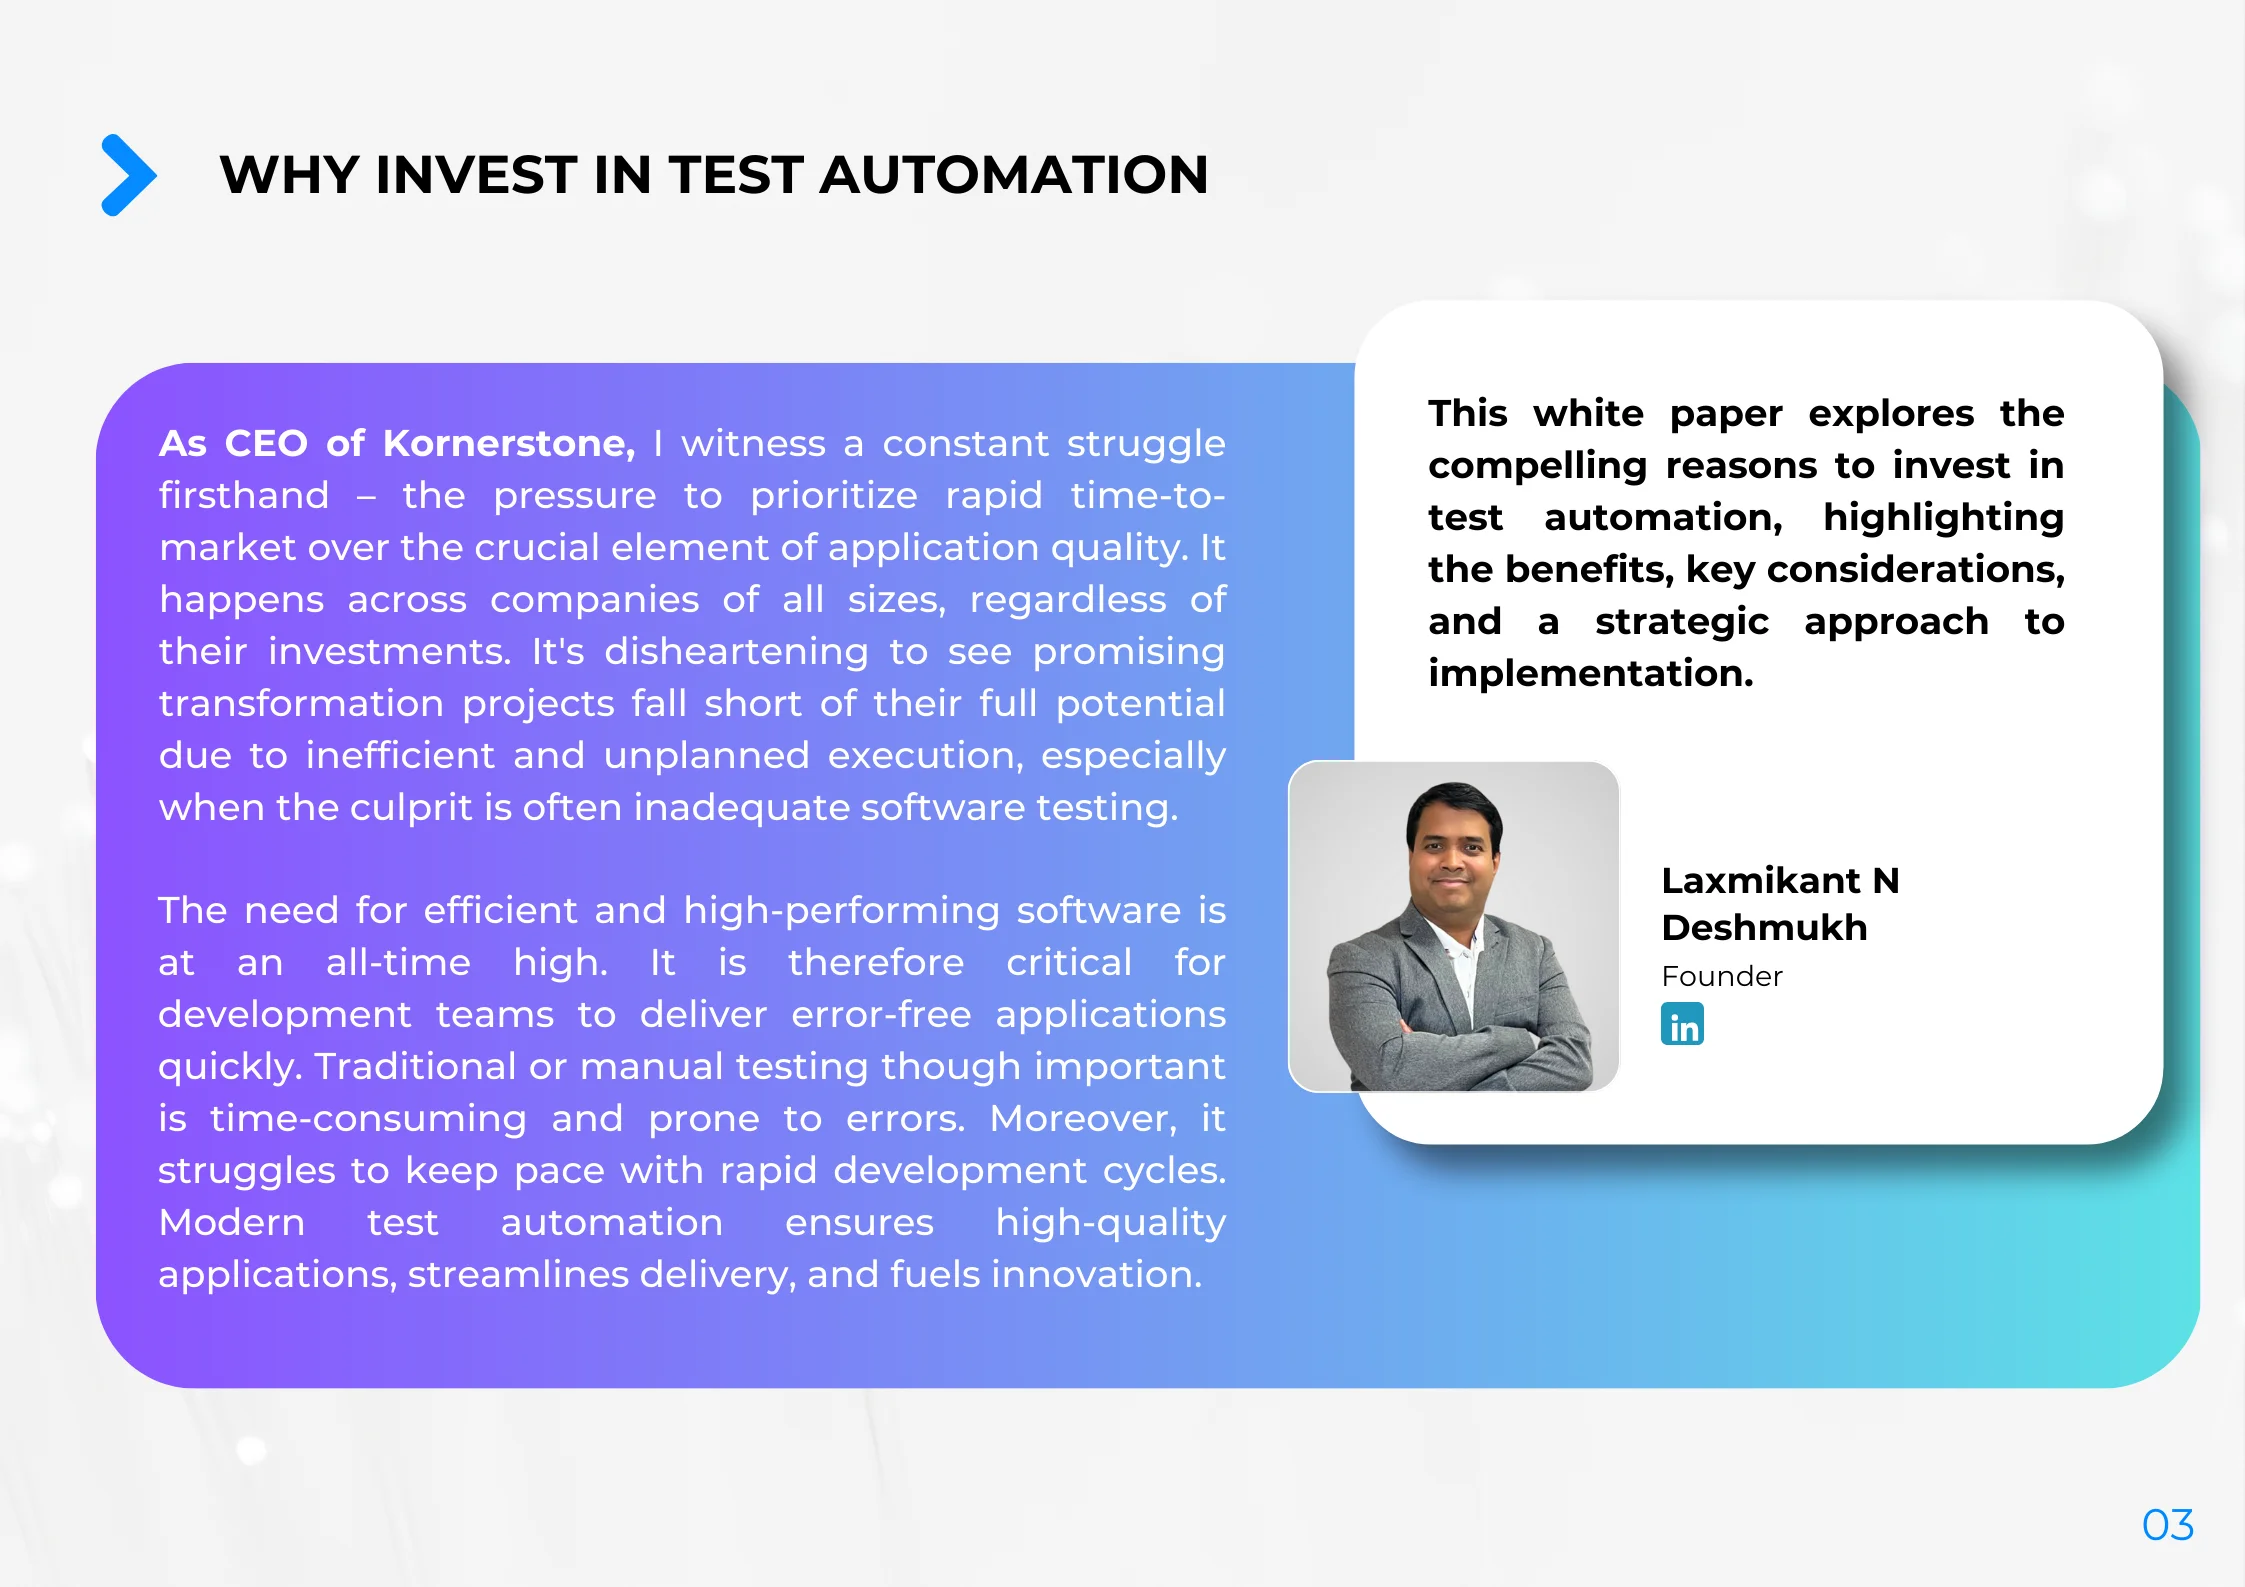 WHY INVEST IN TEST AUTOMATION
As CEO of Kornerstone, I witness a constant struggle
firsthand – the pressure to prioritize rapid time-to-
market over the crucial element of application quality. It
happens across companies of all sizes, regardless of
their investments. It's disheartening to see promising
transformation projects fall short of their full potential
due to inefficient and unplanned execution, especially
when the culprit is often inadequate software testing.
The need for efficient and high-performing software is
at an all-time high. It is therefore critical for
development teams to deliver error-free applications
quickly. Traditional or manual testing though important
is time-consuming and prone to errors. Moreover, it
struggles to keep pace with rapid development cycles.
Modern test automation ensures high-quality
applications, streamlines delivery, and fuels innovation.
This white paper explores the
compelling reasons to invest in
test automation, highlighting
the benefits, key considerations,
and a strategic approach to
implementation.
Laxmikant N
Deshmukh
Founder
in
03